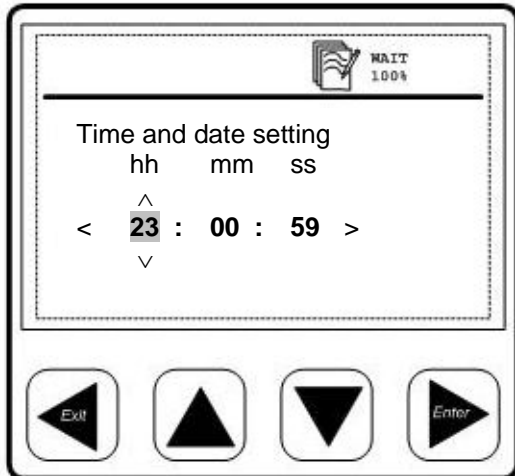 WAIT
100%
Time and date setting
hh mm ss
^
< 23 : 00 : 59 >
v
Exit Enter